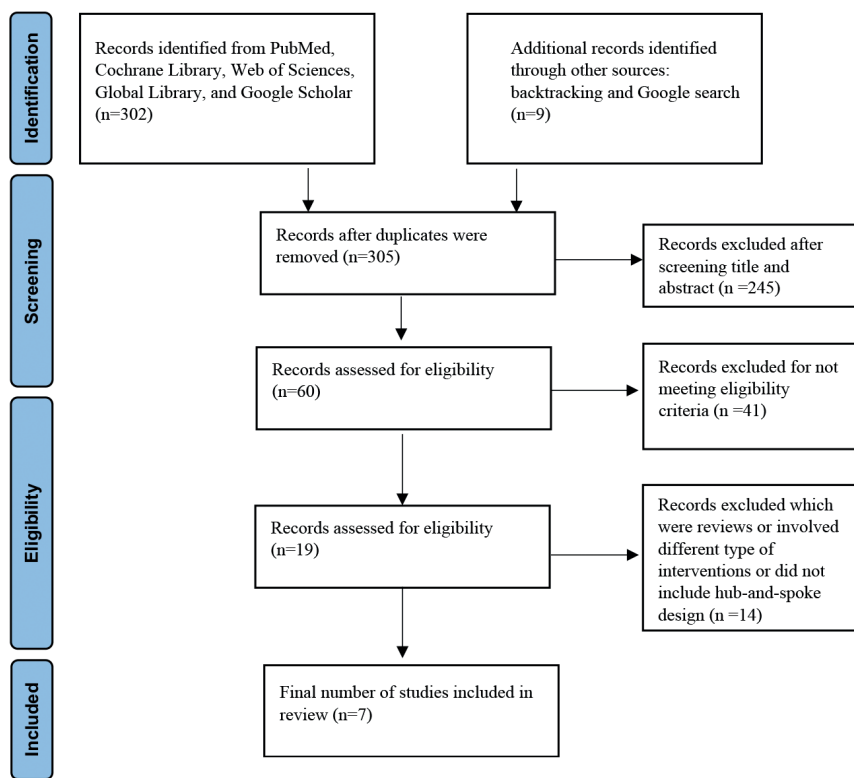 Identification
Records identified from PubMed,
Cochrane Library, Web of Sciences,
Global Library, and Google Scholar
(n=302)
Additional records identified
through other sources:
backtracking and Google search
(n=9)
Screening
Records after duplicates were
removed (n=305)
Records excluded after
screening title and
abstract (n =245)
Records assessed for eligibility
(n=60)
Records excluded for not
meeting eligibility
criteria (n =41)
Eligibility
Records assessed for eligibility
(n=19)
Records excluded which
were reviews or involved
different type of
interventions or did not
include hub-and-spoke
design (n =14)
Included
Final number of studies included in
review (n=7)